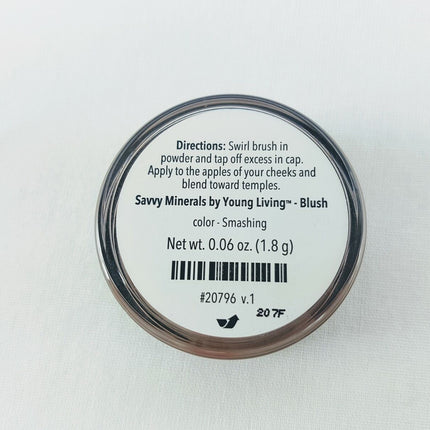 Directions: Swirl brush in
powder and tap off excess in cap.
Apply to the apples of your cheeks and
blend toward temples.
Savvy Minerals by Young Living™ - Blush
color - Smashing
Net wt. 0.06 oz. (1.8 g)
#20796 v.1
207F